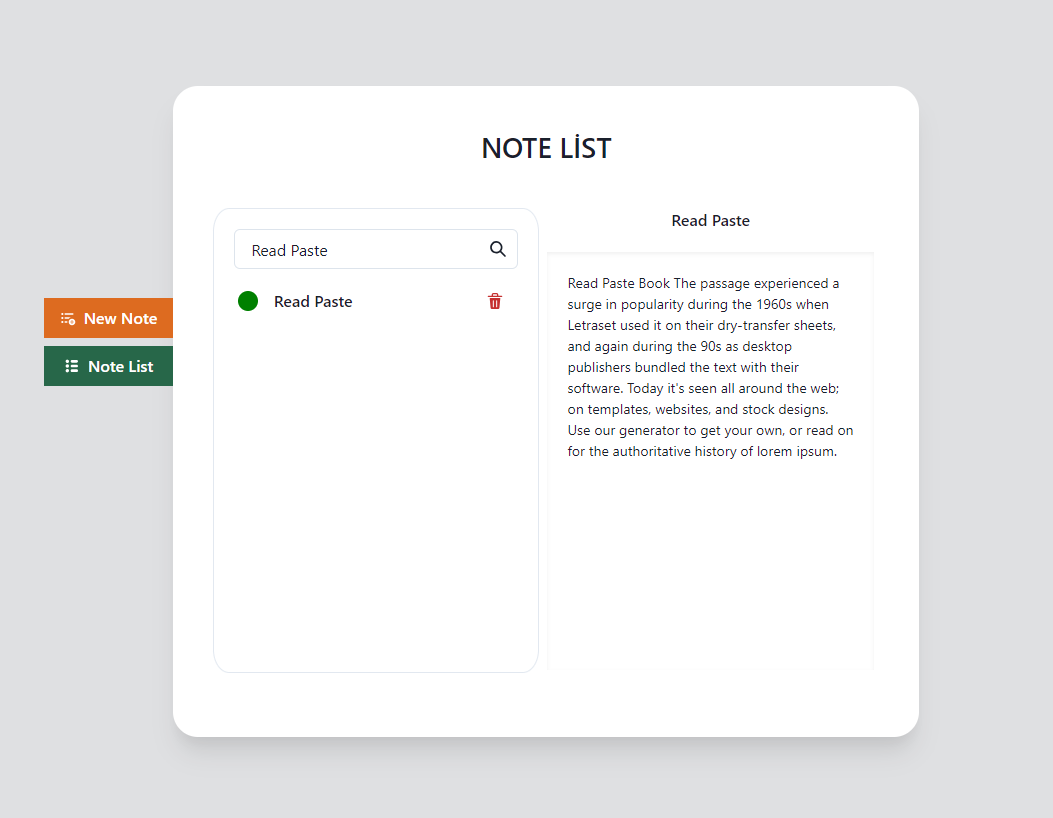 NOTE LİST
Read Paste
Read Paste
New Note
Note List
Read Paste
Read Paste Book The passage experienced a
surge in popularity during the 1960s when
Letraset used it on their dry-transfer sheets,
and again during the 90s as desktop
publishers bundled the text with their
software. Today it's seen all around the web;
on templates, websites, and stock designs.
Use our generator to get your own, or read on
for the authoritative history of lorem ipsum.